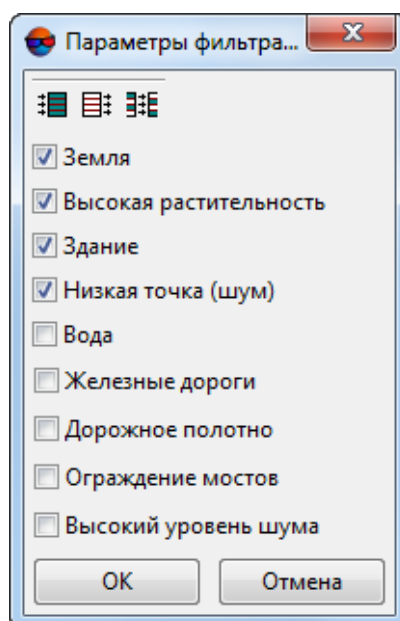 Параметры фильтра...
Земля
Высокая растительность
Здание
Низкая точка (шум)
Вода
Железные дороги
Дорожное полотно
Ограждение мостов
Высокий уровень шума
ОК Отмена